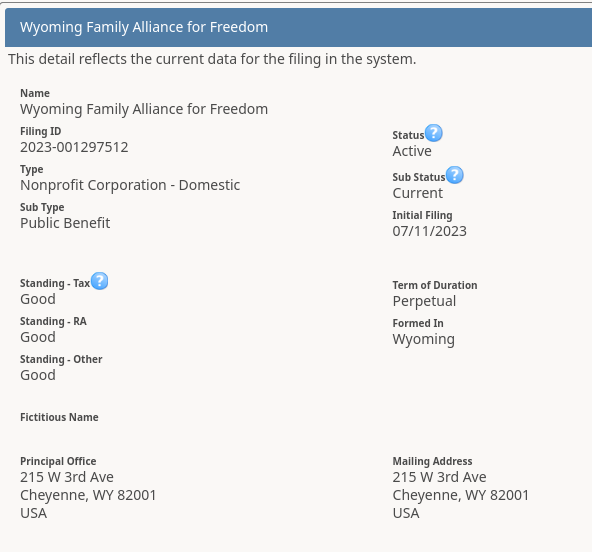 Wyoming Family Alliance for Freedom
This detail reflects the current data for the filing in the system.
Name
Wyoming Family Alliance for Freedom
Filing ID
2023-001297512
Type
Nonprofit Corporation - Domestic
Sub Type
Public Benefit
Status ?
Active
Sub Status ?
Current
Initial Filing
07/11/2023
Standing - Tax ?
Good
Standing - RA
Good
Standing - Other
Good
Term of Duration
Perpetual
Formed In
Wyoming
Fictitious Name
Principal Office
215 W 3rd Ave
Cheyenne, WY 82001
USA
Mailing Address
215 W 3rd Ave
Cheyenne, WY 82001
USA